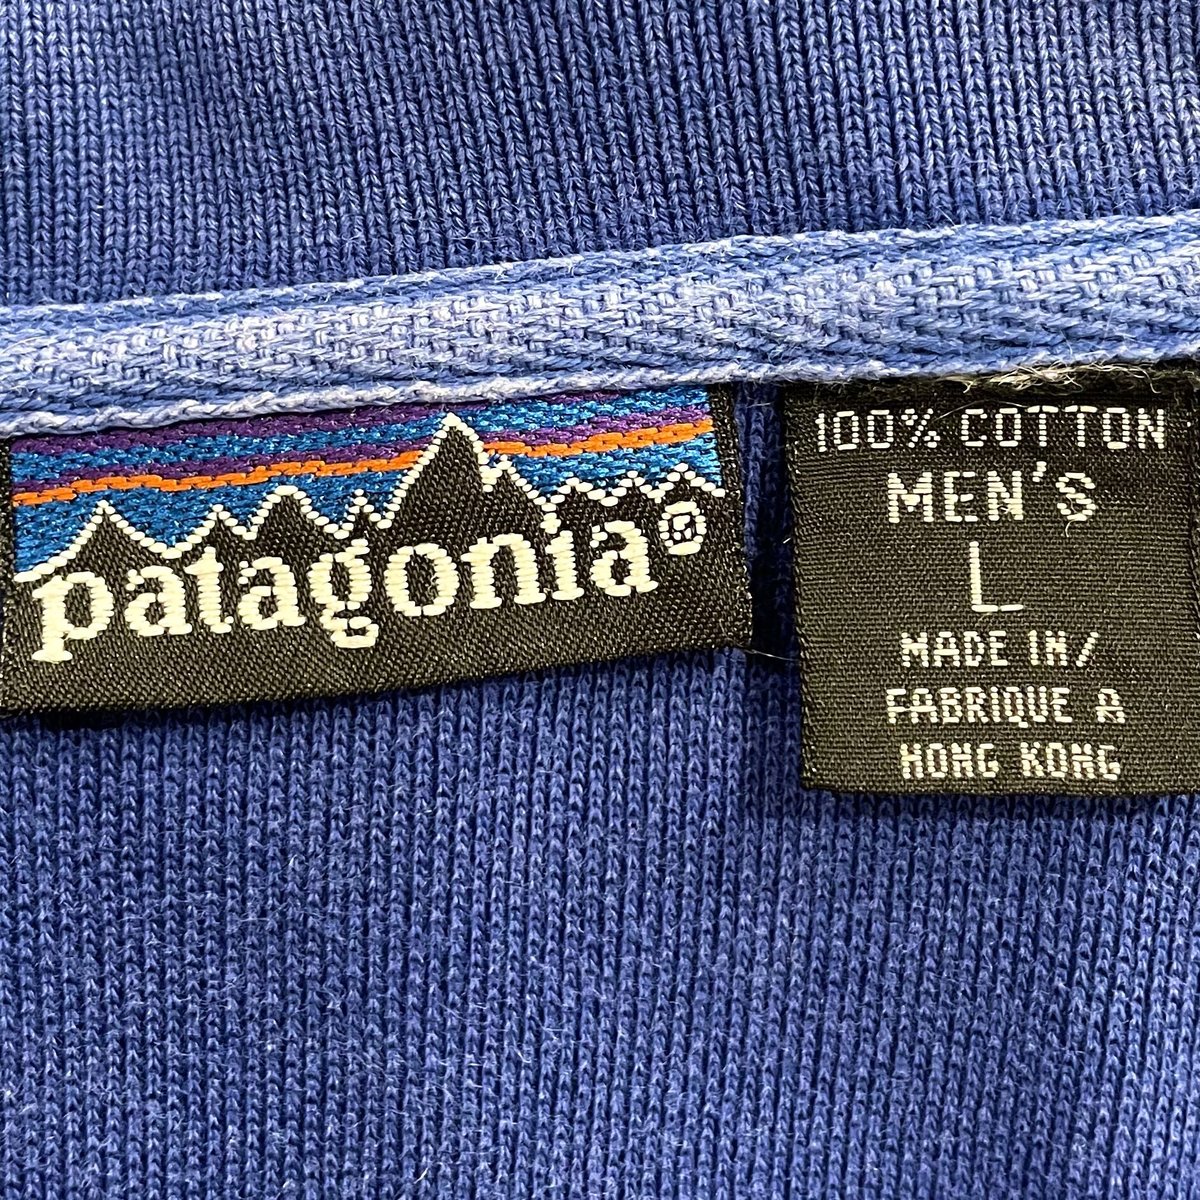 patagonia®
100% COTTON
MEN'S
L
MADE IN/
FABRIQUE A
HONG KONG